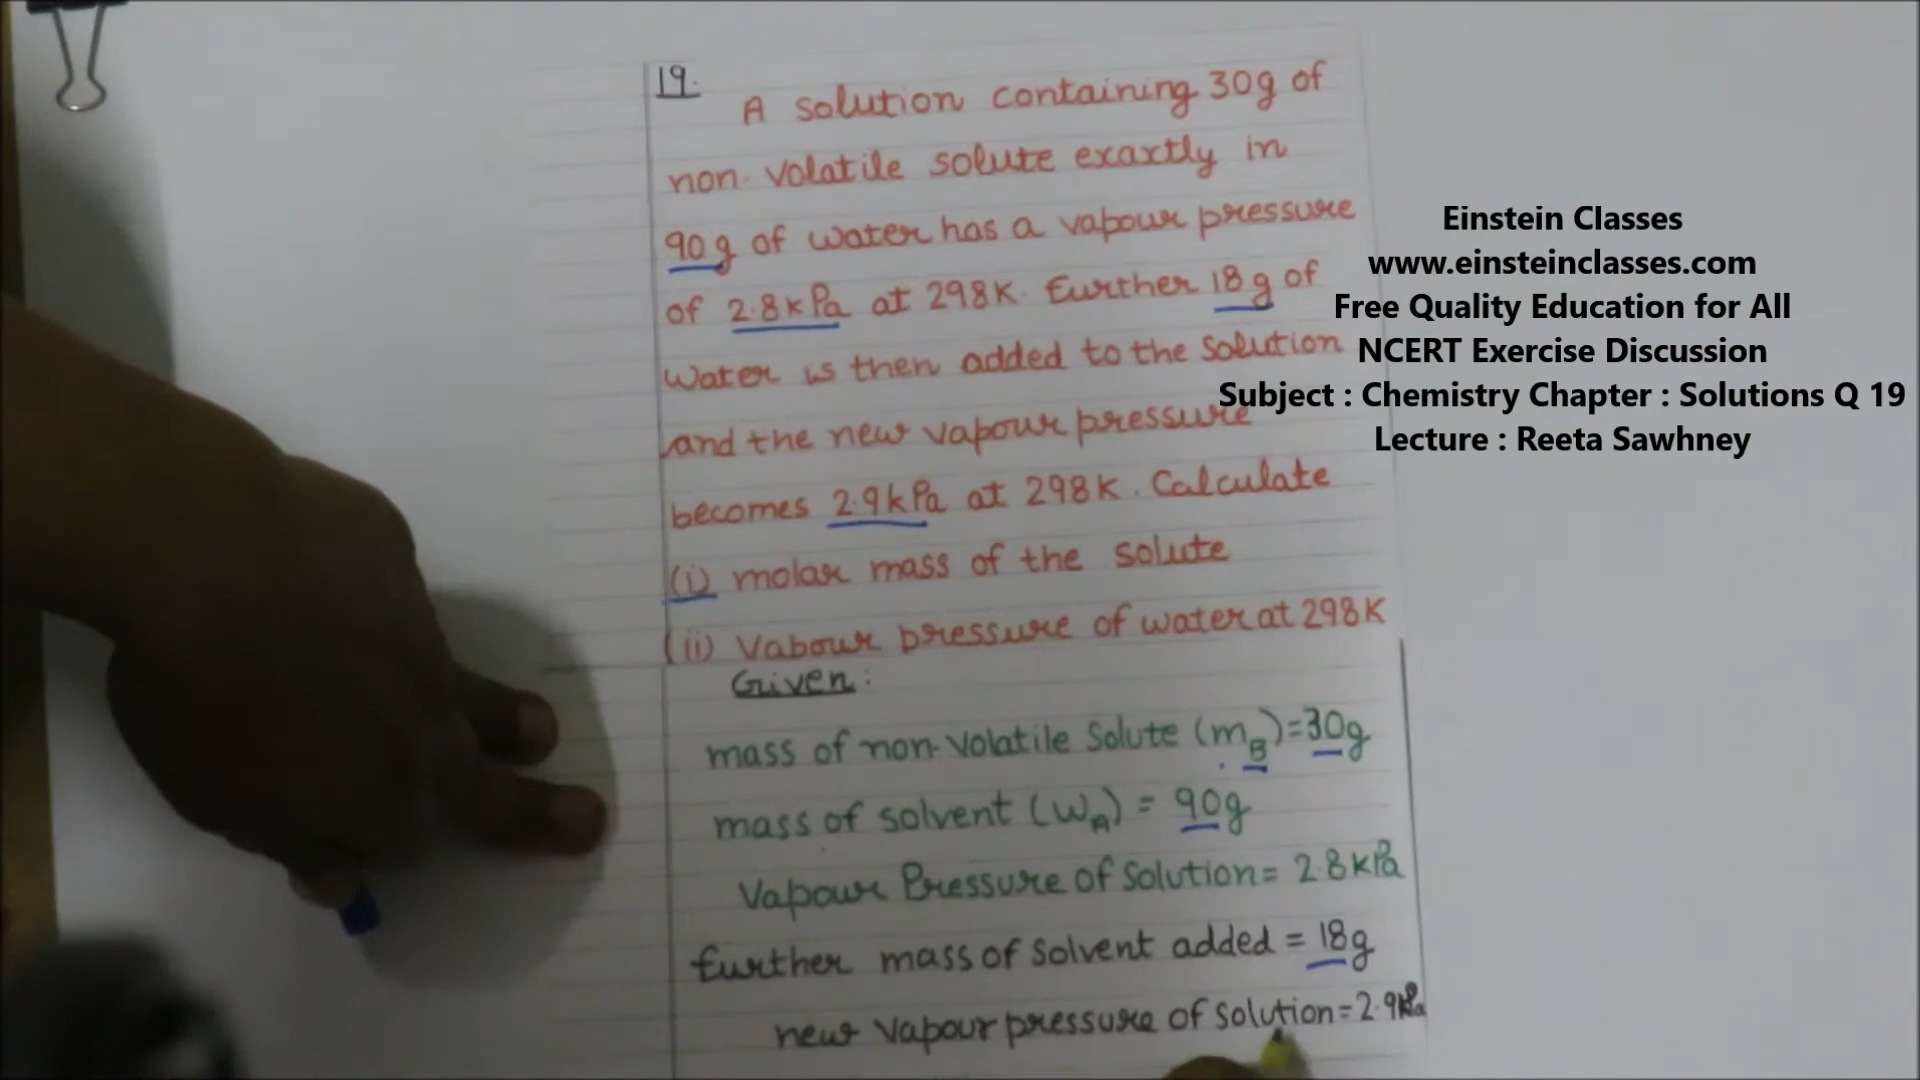 19.
A solution containing 30g of
non-volatile solute exaxtly in
90g of water has a vapour pressure
of 2.8kPa at 298K. Further 18g of
water is then added to the solution
and the new vapour pressure
becomes 2.9kPa at 298K. Calculate
(i) molar mass of the solute
(ii) Vabour pressure of water at 298K
Given:
mass of non-volatile Solute (mB)=30g
mass of solvent (WA) = 90g
Vapour Pressure of Solution= 2.8kPa
further mass of Solvent added = 18g
new vapour pressure of solution=2.9kPa
Einstein Classes
www.einsteinclasses.com
Free Quality Education for All
NCERT Exercise Discussion
Subject : Chemistry Chapter : Solutions Q 19
Lecture : Reeta Sawhney